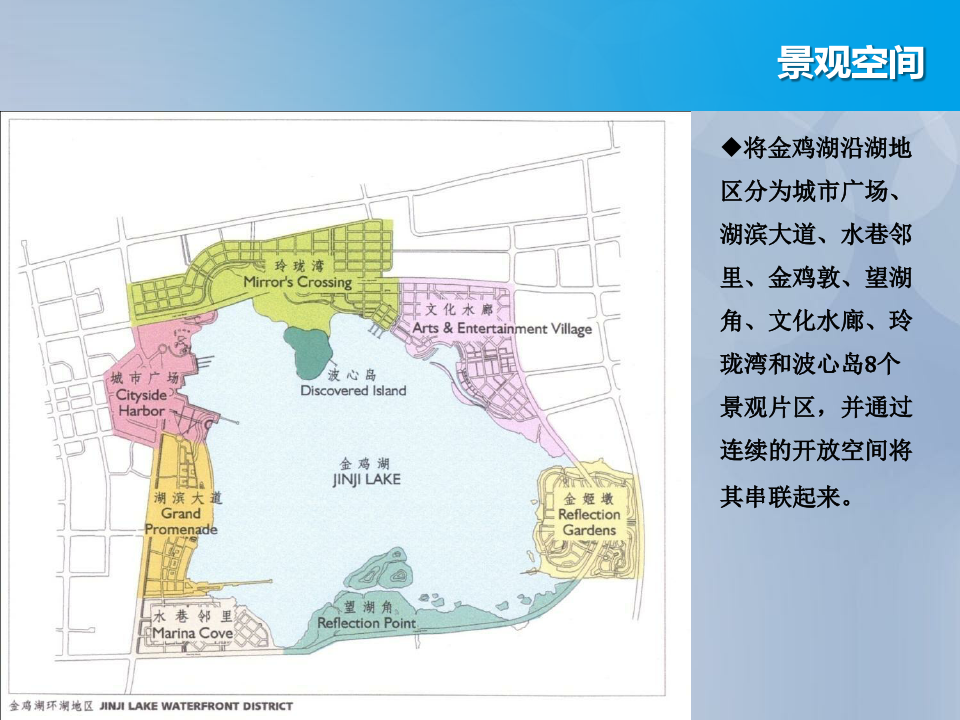 景观空间
◆将金鸡湖沿湖地
区分为城市广场、
湖滨大道、水巷邻
里、金鸡敦、望湖
角、文化水廊、玲
珑湾和波心岛8个
景观片区，并通过
连续的开放空间将
其串联起来。
玲珑湾
Mirror's Crossing
文化水廊
Arts & Entertainment Village
波心岛
Discovered Island
城市广场
Cityside
Harbor
金鸡湖
JINJI LAKE
湖滨大道
Grand
Promenade
金姬墩
Reflection
Gardens
水巷邻里
Marina Cove
望湖角
Reflection Point
金鸡湖环湖地区 JINJI LAKE WATERFRONT DISTRICT